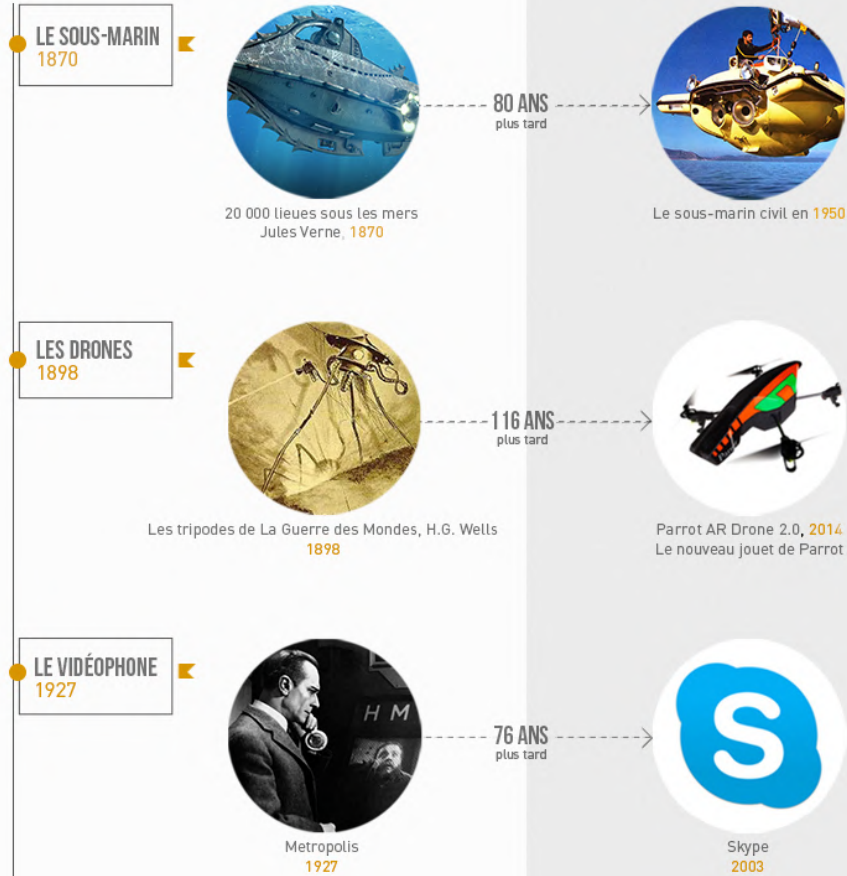 LE SOUS-MARIN
1870
80 ANS
plus tard
20 000 lieues sous les mers
Jules Verne, 1870
Le sous-marin civil en 1950
LES DRONES
1898
116 ANS
plus tard
Les tripodes de La Guerre des Mondes, H.G. Wells
1898
Parrot AR Drone 2.0, 2014
Le nouveau jouet de Parrot
LE VIDÉOPHONE
1927
H M
76 ANS
plus tard
S
Metropolis
1927
Skype
2003